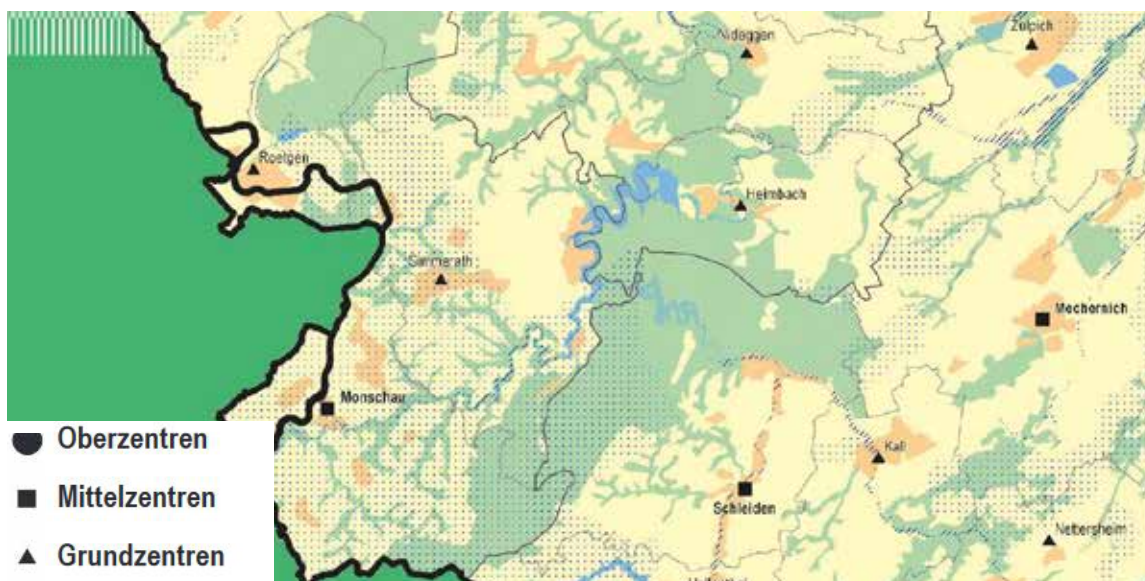 Nideggen
Zülpich
Roetgen
Heimbach
Simmerath
Mechernich
Monschau
Kall
Schleiden
Nettersheim
Oberzentren
Mittelzentren
Grundzentren